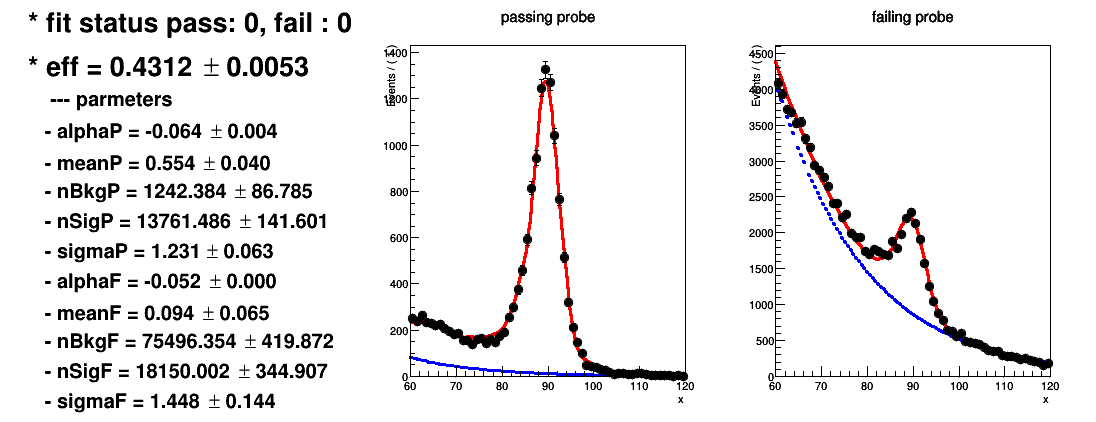 * fit status pass: 0, fail : 0
* eff = 0.4312 ± 0.0053
--- parmeters
- alphaP = -0.064 ± 0.004
- meanP = 0.554 ± 0.040
- nBkgP = 1242.384 ± 86.785
- nSigP = 13761.486 ± 141.601
- sigmaP = 1.231 ± 0.063
- alphaF = -0.052 ± 0.000
- meanF = 0.094 ± 0.065
- nBkgF = 75496.354 ± 419.872
- nSigF = 18150.002 ± 344.907
- sigmaF = 1.448 ± 0.144
passing probe
Events / ( )
1400
1200
1000
800
600
400
200
0
60 70 80 90 100 110 120
x
failing probe
Events / ( )
4500
4000
3500
3000
2500
2000
1500
1000
500
0
60 70 80 90 100 110 120
x